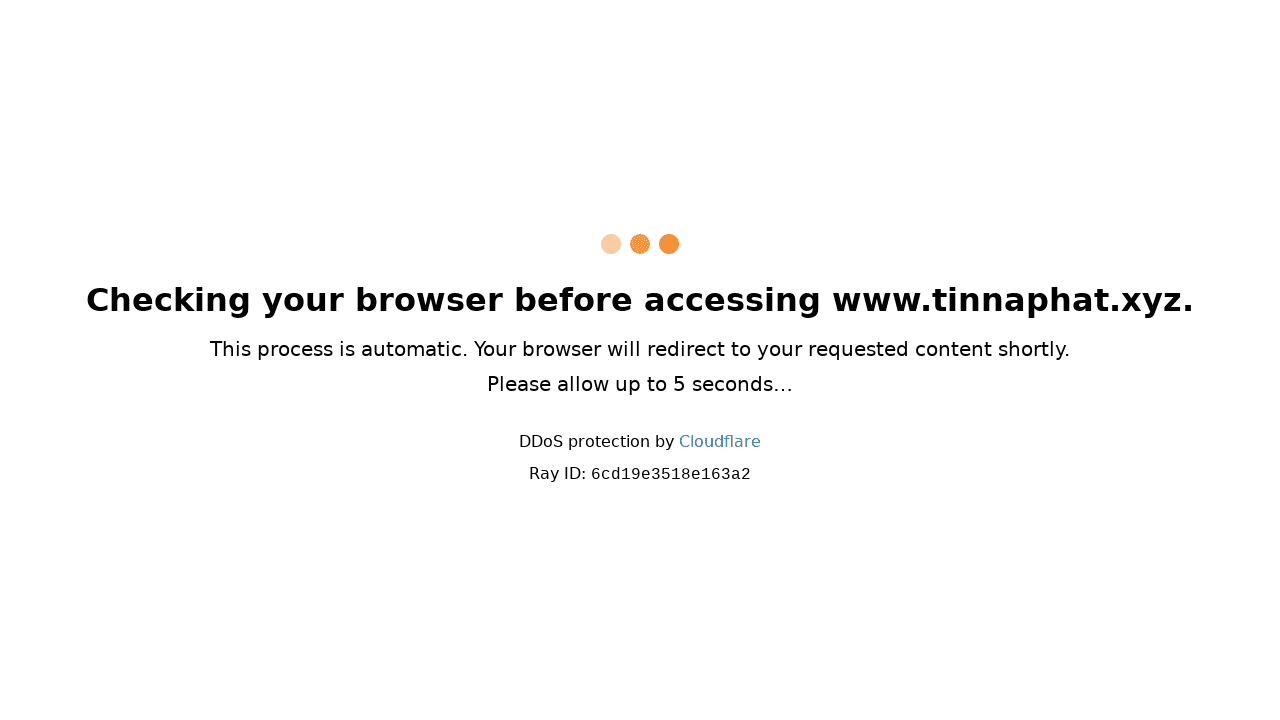 Checking your browser before accessing www.tinnaphat.xyz.
This process is automatic. Your browser will redirect to your requested content shortly.
Please allow up to 5 seconds…
DDoS protection by Cloudflare
Ray ID: 6cd19e3518e163a2